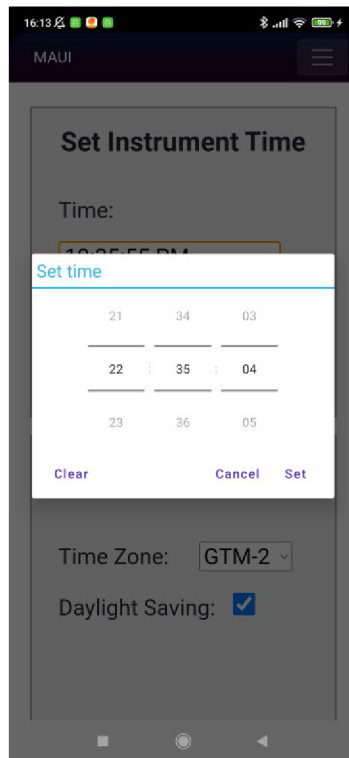 16:13
99
MAUI
Set Instrument Time
Time:
Set time
21 34 03
22 : 35 : 04
23 36 05
Clear Cancel Set
Time Zone: GTM-2
Daylight Saving: